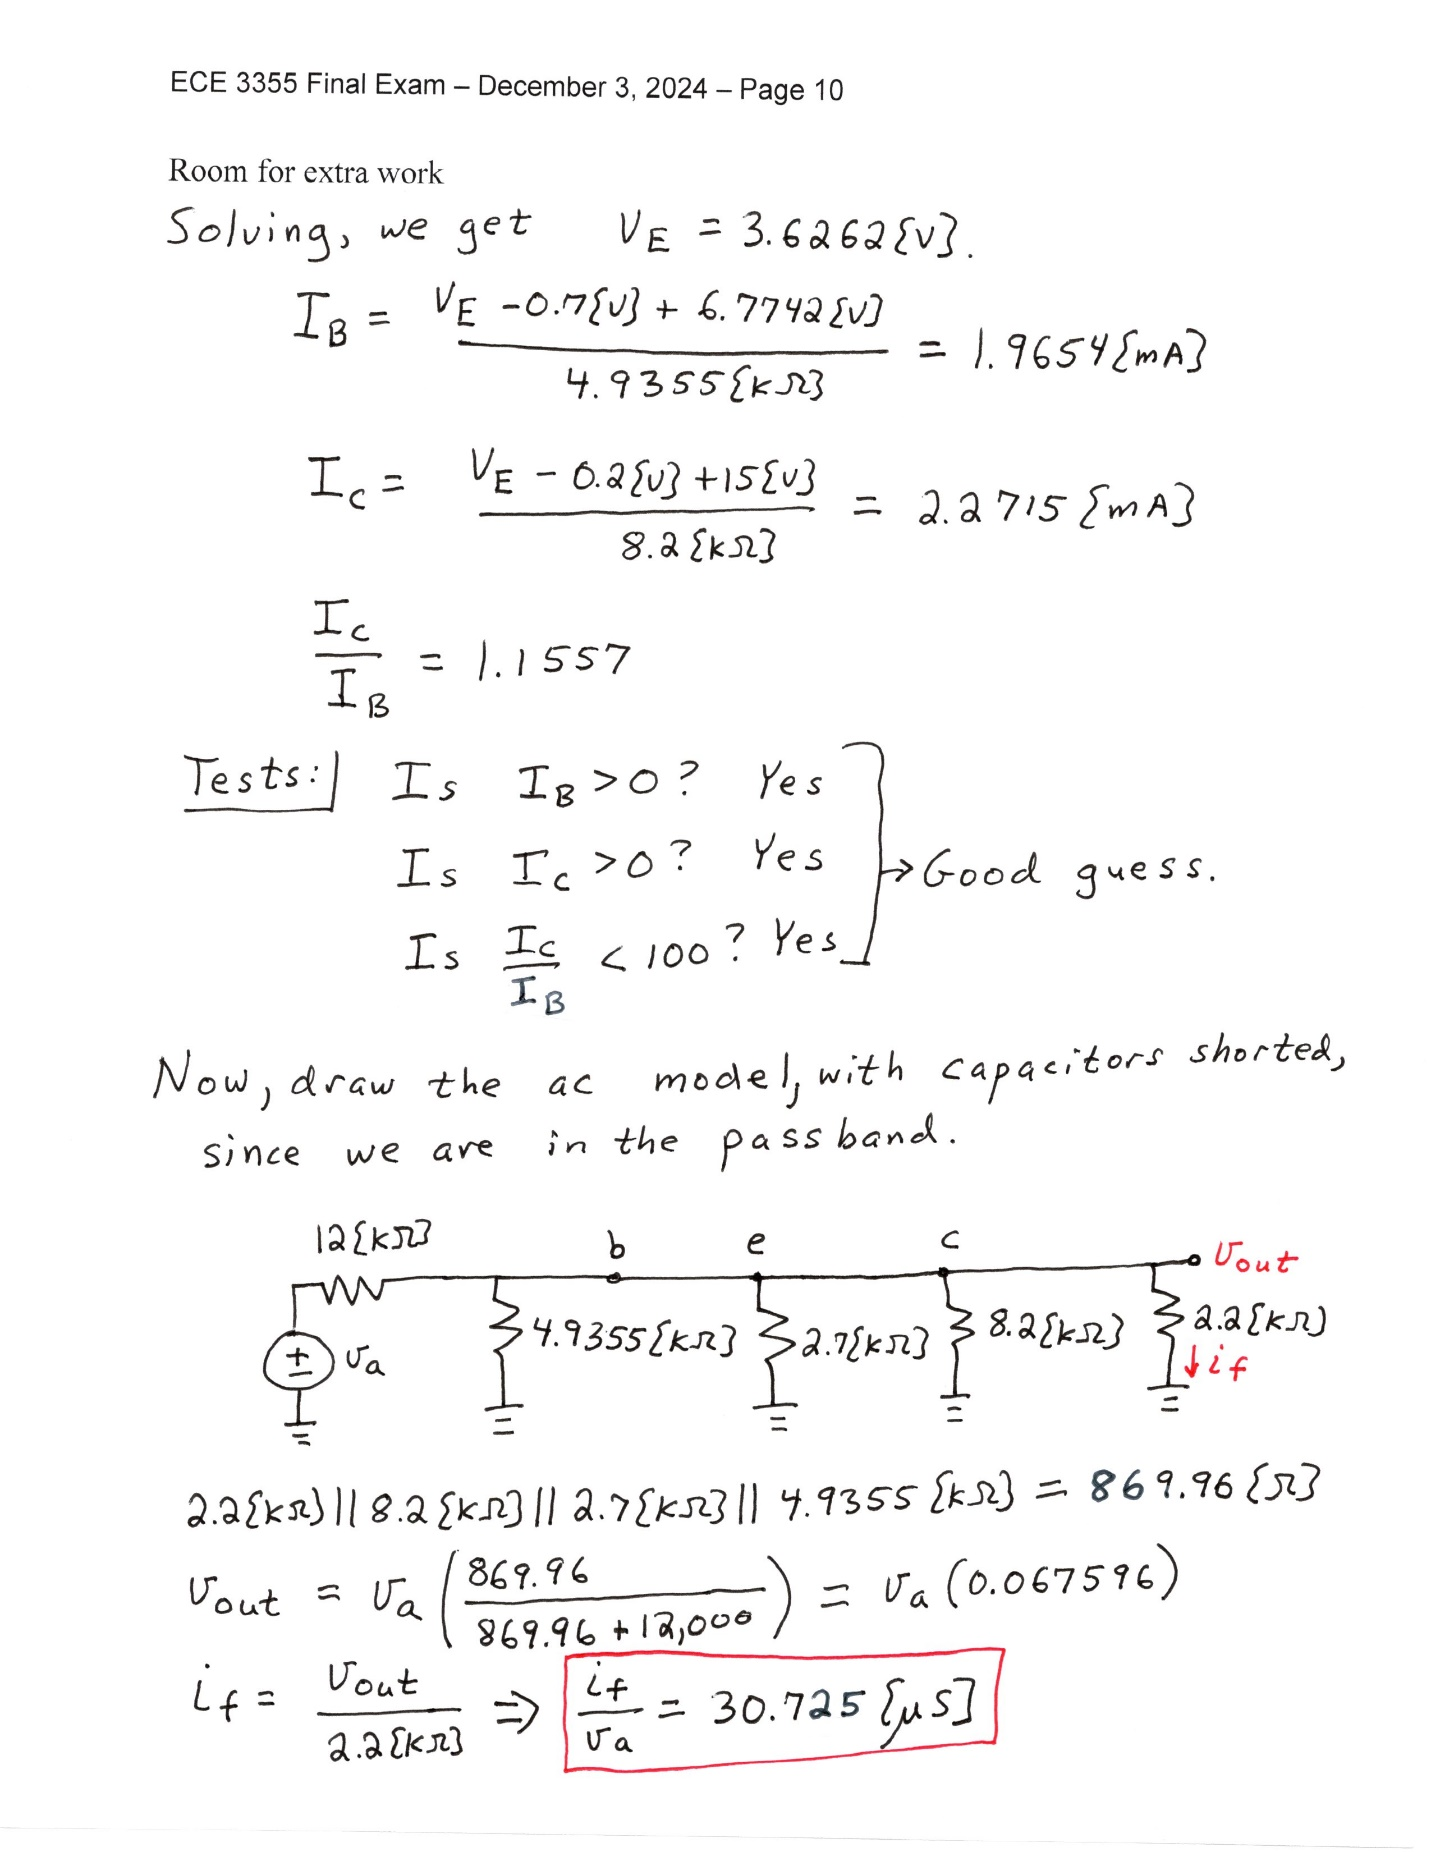 ECE 3355 Final Exam – December 3, 2024 – Page 10
Room for extra work
Solving, we get V_E = 3.6262{V}.
I_B = (V_E - 0.7{V} + 6.7742{V}) / 4.9355{kΩ} = 1.9654{mA}
I_C = (V_E - 0.2{V} + 15{V}) / 8.2{kΩ} = 2.2715{mA}
I_C / I_B = 1.1557
Tests: Is I_B > 0? Yes
Is I_C > 0? Yes → Good guess.
Is I_C / I_B < 100? Yes
Now, draw the ac model, with capacitors shorted,
since we are in the passband.
12{kΩ} b e c v_out
+ - v_a 4.9355{kΩ} 2.7{kΩ} 8.2{kΩ} 2.2{kΩ}
↓ i_f
2.2{kΩ} || 8.2{kΩ} || 2.7{kΩ} || 4.9355{kΩ} = 869.96{Ω}
v_out = v_a (869.96 / (869.96 + 12,000)) = v_a (0.067596)
i_f = v_out / 2.2{kΩ} ⇒ i_f / v_a = 30.725 [μS]